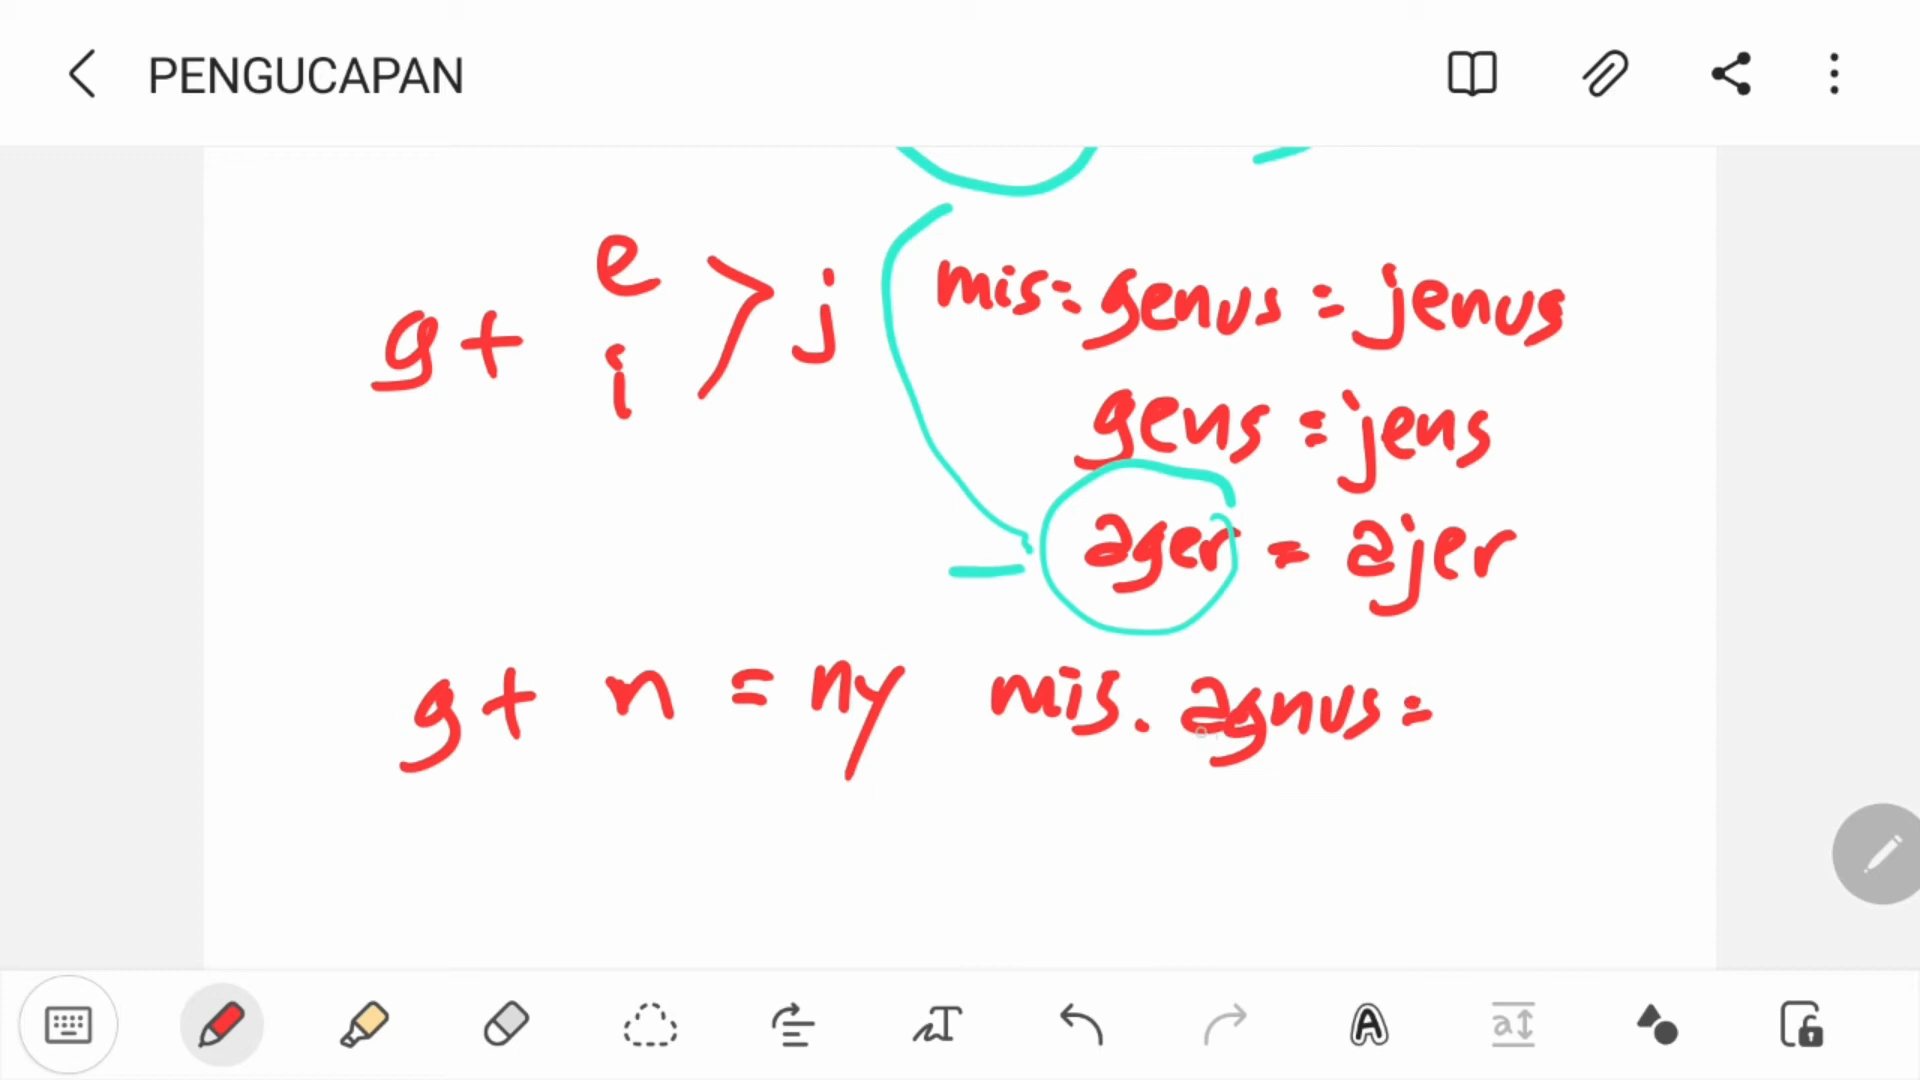 PENGUCAPAN
g + e i > j mis = genus = jenus
gens = jens
ager = ajer
g + n = ny mis. agnus =